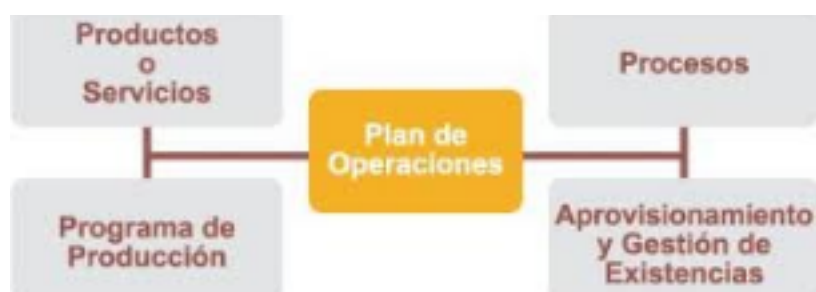 Productos
o
Servicios
Procesos
Plan de
Operaciones
Programa de
Producción
Aprovisionamiento
y Gestión de
Existencias